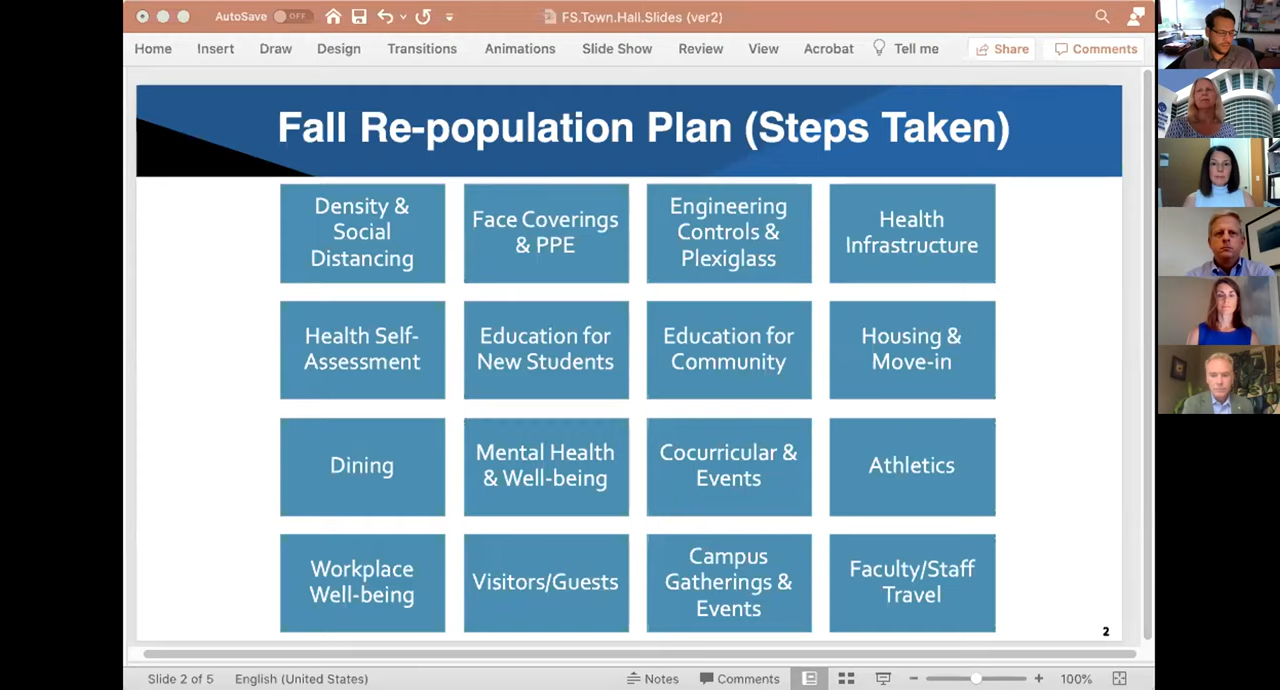 AutoSave OFF FS.Town.Hall.Slides (ver2)
Home Insert Draw Design Transitions Animations Slide Show Review View Acrobat Tell me Share Comments
Fall Re-population Plan (Steps Taken)
Density &
Social
Distancing
Face Coverings
& PPE
Engineering
Controls &
Plexiglass
Health
Infrastructure
Health Self-
Assessment
Education for
New Students
Education for
Community
Housing &
Move-in
Dining
Mental Health
& Well-being
Cocurricular &
Events
Athletics
Workplace
Well-being
Visitors/Guests
Campus
Gatherings &
Events
Faculty/Staff
Travel
2
Slide 2 of 5 English (United States) Notes Comments 100%